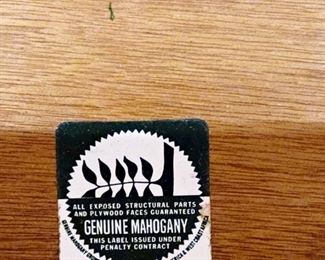 ALL EXPOSED STRUCTURAL PARTS
AND PLYWOOD FACES GUARANTEED
GENUINE MAHOGANY
THIS LABEL ISSUED UNDER
PENALTY CONTRACT